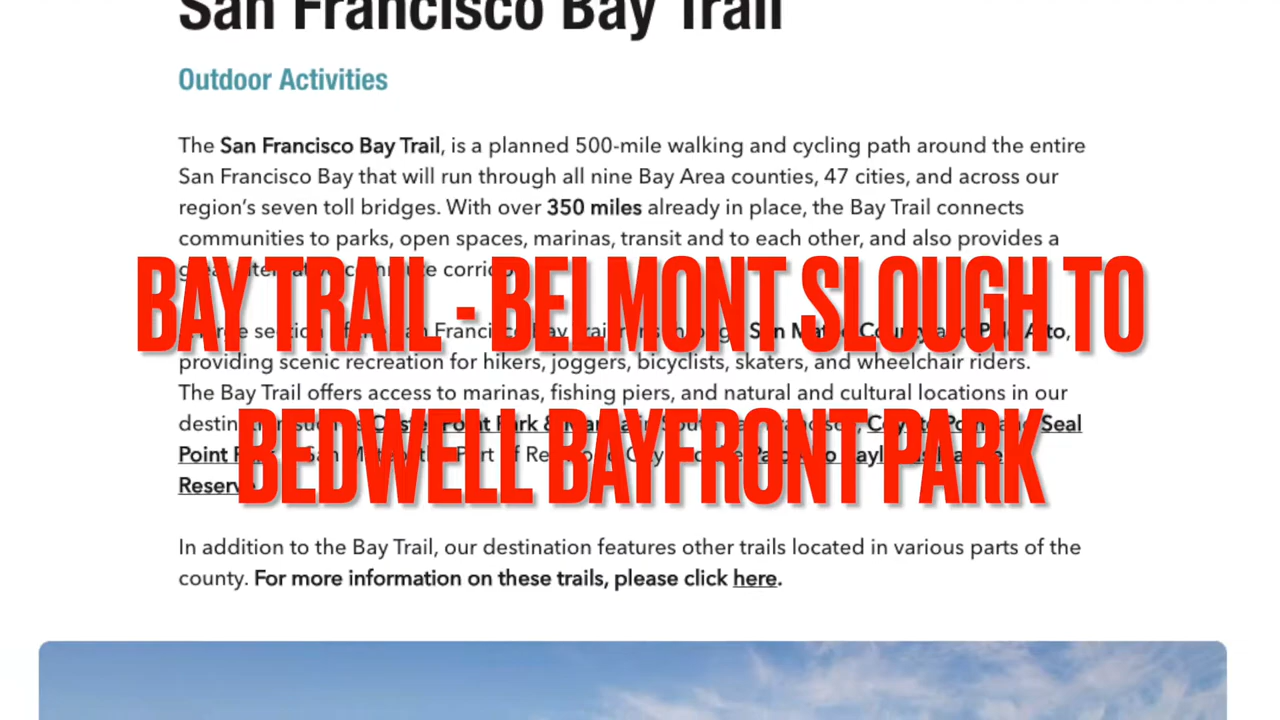 San Francisco Bay Trail
Outdoor Activities
The San Francisco Bay Trail, is a planned 500-mile walking and cycling path around the entire
San Francisco Bay that will run through all nine Bay Area counties, 47 cities, and across our
region's seven toll bridges. With over 350 miles already in place, the Bay Trail connects
communities to parks, open spaces, marinas, transit and to each other, and also provides a
BAY TRAIL - BELMONT SLOUGH TO
providing scenic recreation for hikers, joggers, bicyclists, skaters, and wheelchair riders.
The Bay Trail offers access to marinas, fishing piers, and natural and cultural locations in our
Seal
BEDWELL BAYFRONT PARK
Reserve
In addition to the Bay Trail, our destination features other trails located in various parts of the
county. For more information on these trails, please click here.